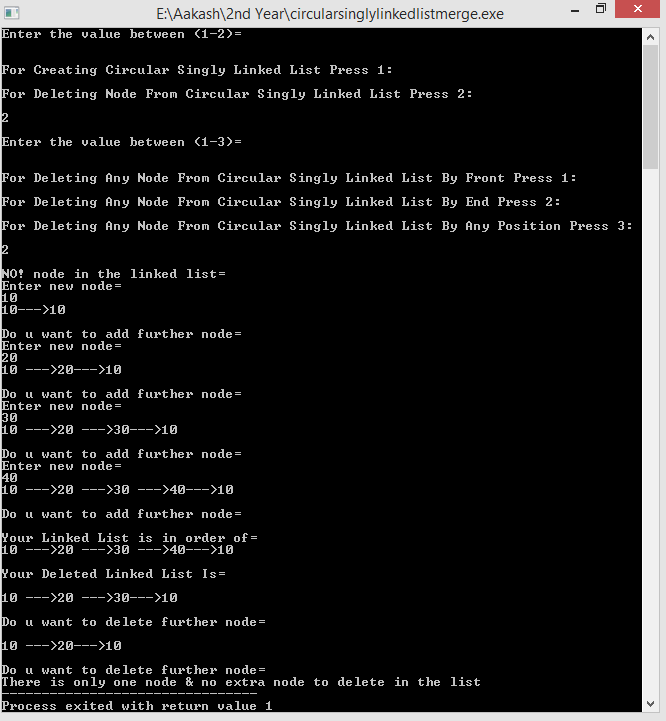 E:\Aakash\2nd Year\circularsinglylinkedlistmerge.exe
Enter the value between (1-2)=
For Creating Circular Singly Linked List Press 1:
For Deleting Node From Circular Singly Linked List Press 2:
2
Enter the value between (1-3)=
For Deleting Any Node From Circular Singly Linked List By Front Press 1:
For Deleting Any Node From Circular Singly Linked List By End Press 2:
For Deleting Any Node From Circular Singly Linked List By Any Position Press 3:
2
NO! node in the linked list=
Enter new node=
10
10--->10
Do u want to add further node=
Enter new node=
20
10 --->20--->10
Do u want to add further node=
Enter new node=
30
10 --->20 --->30--->10
Do u want to add further node=
Enter new node=
40
10 --->20 --->30 --->40--->10
Do u want to add further node=
Your Linked List is in order of=
10 --->20 --->30 --->40--->10
Your Deleted Linked List Is=
10 --->20 --->30--->10
Do u want to delete further node=
10 --->20--->10
Do u want to delete further node=
There is only one node & no extra node to delete in the list
--------------------------------
Process exited with return value 1